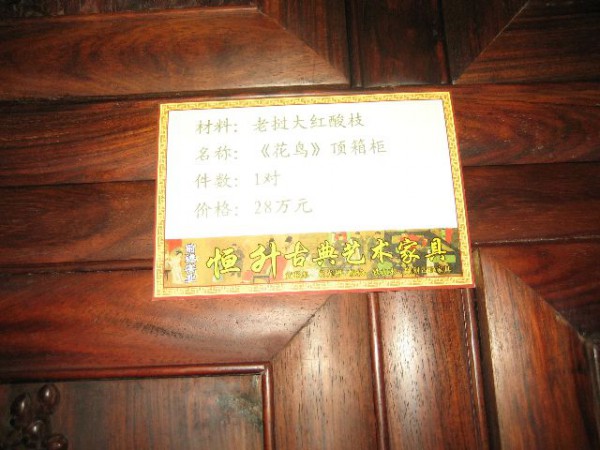 材料：老挝大红酸枝
名称：《花鸟》顶箱柜
件数：1对
价格：28万元
恒升古典艺术家具